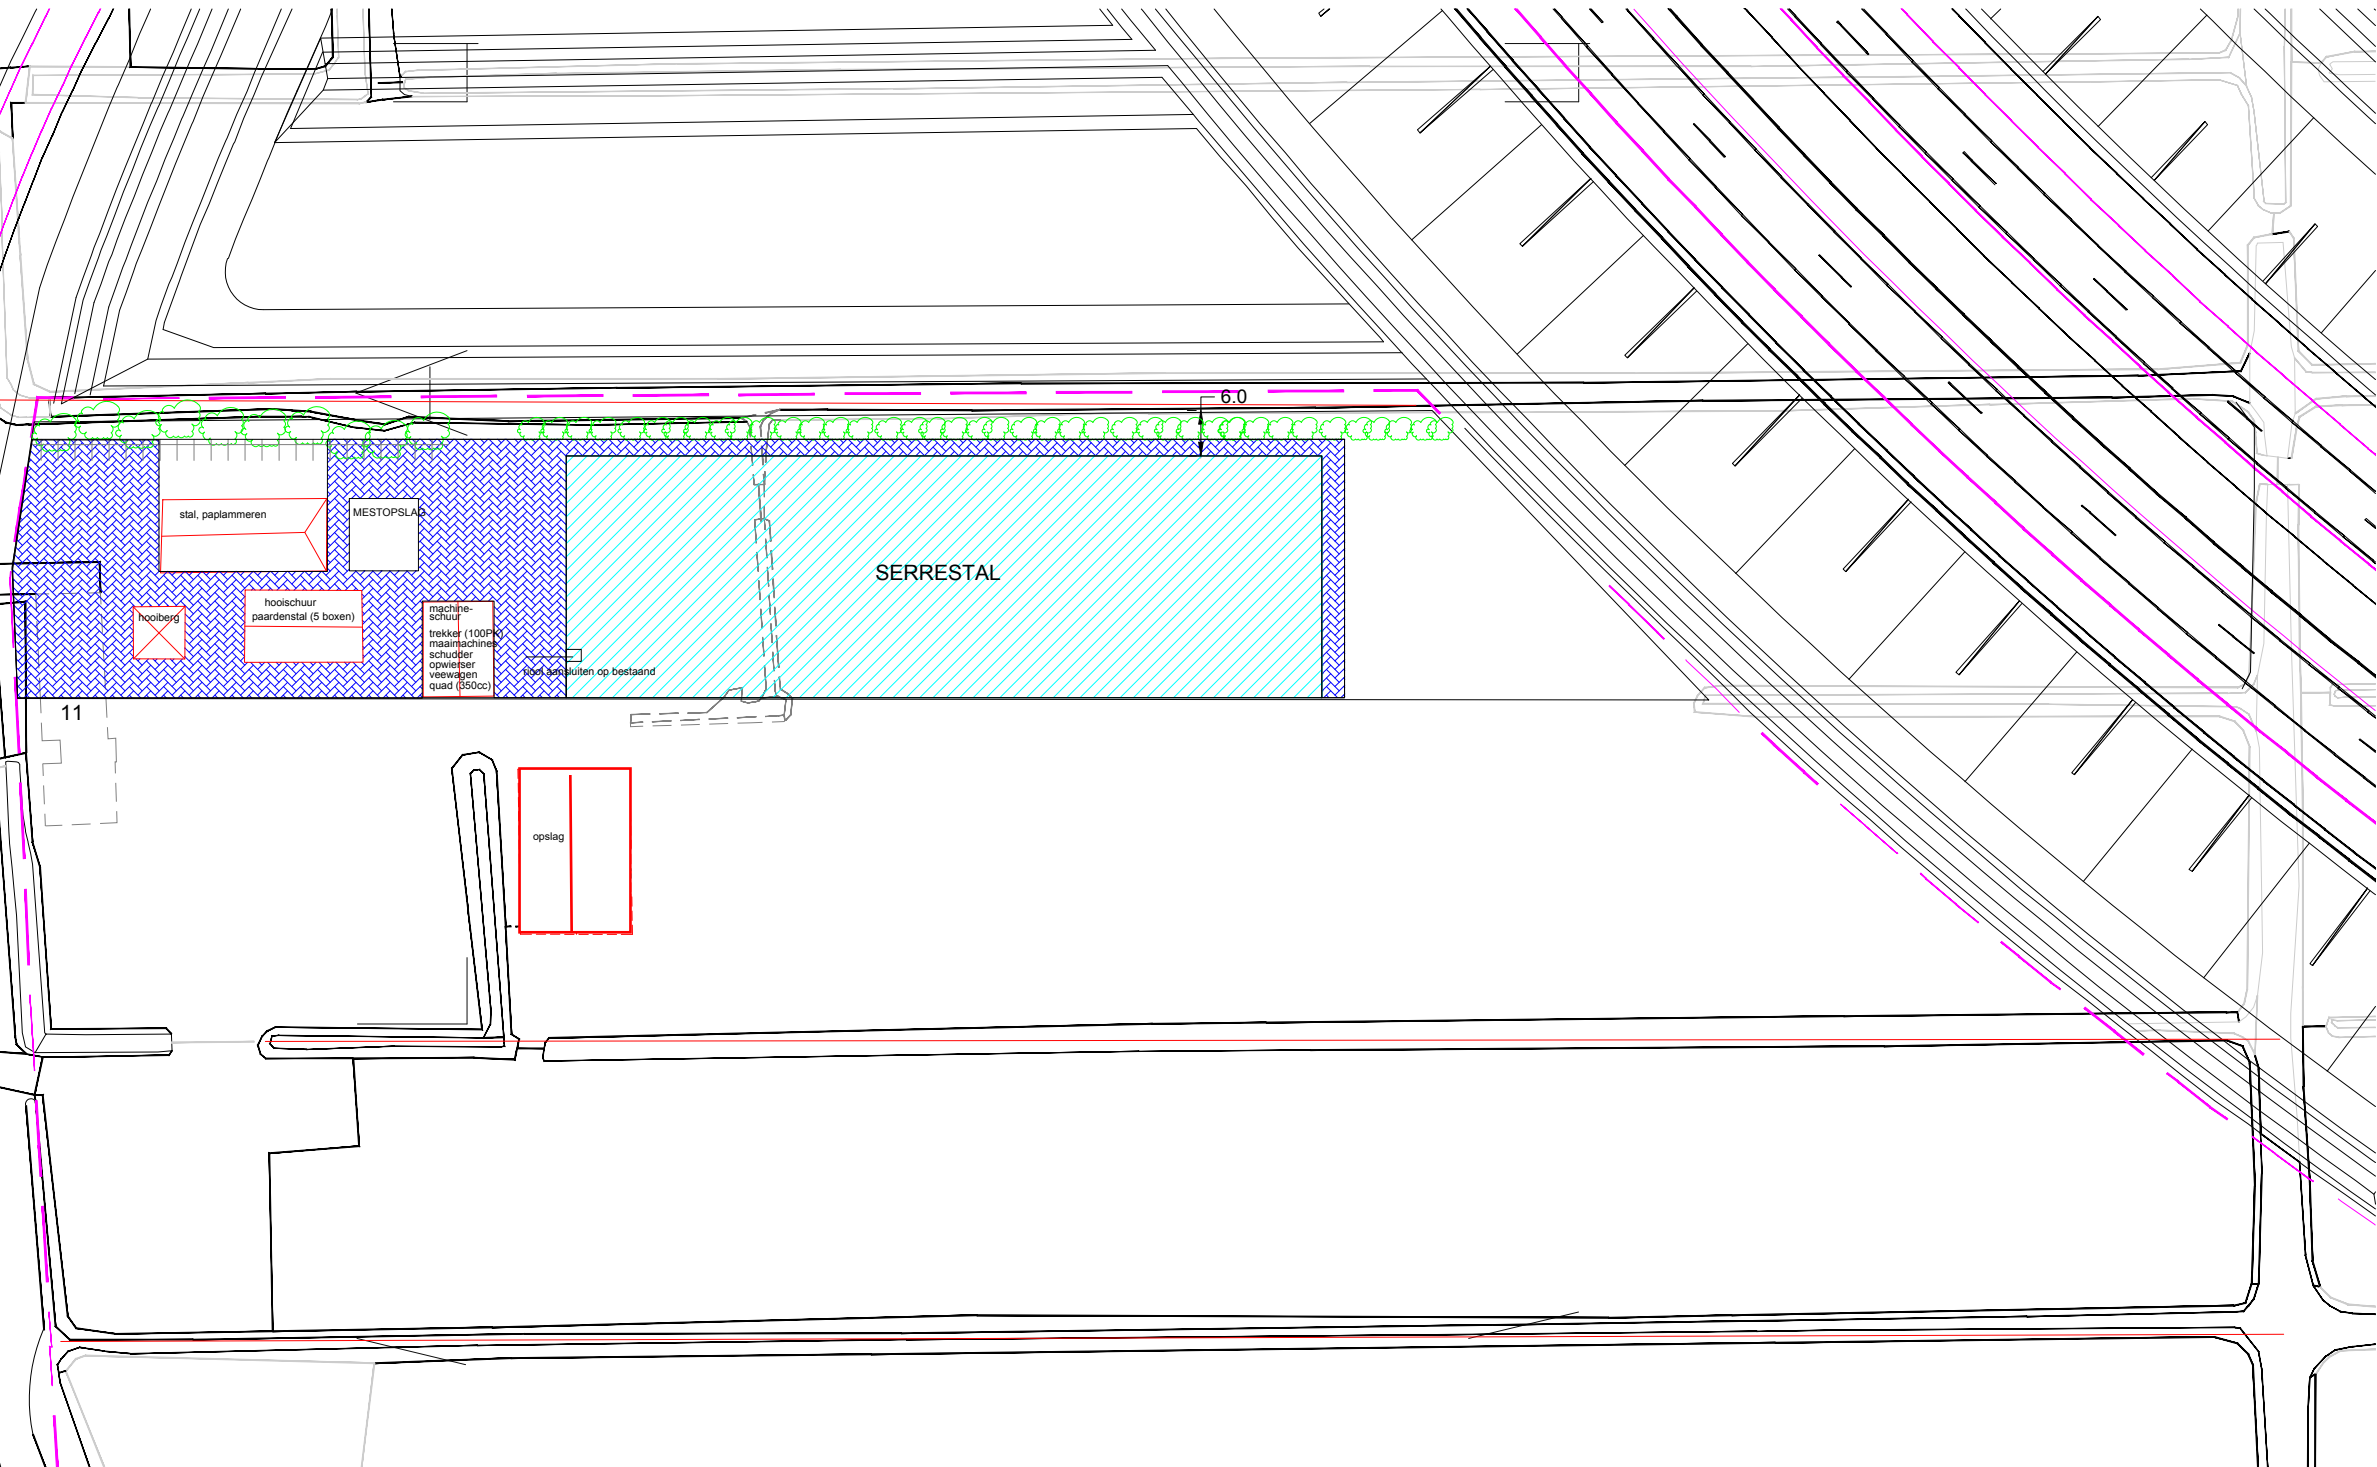 6.0
stal, paplammeren
MESTOPSLAG
SERRESTAL
hooiberg
hooischuur
paardenstal (5 boxen)
machine-
schuur
trekker (100PK)
maaimachines
schudder
opwierser
veewagen
quad (350cc)
riool aansluiten op bestaand
11
opslag